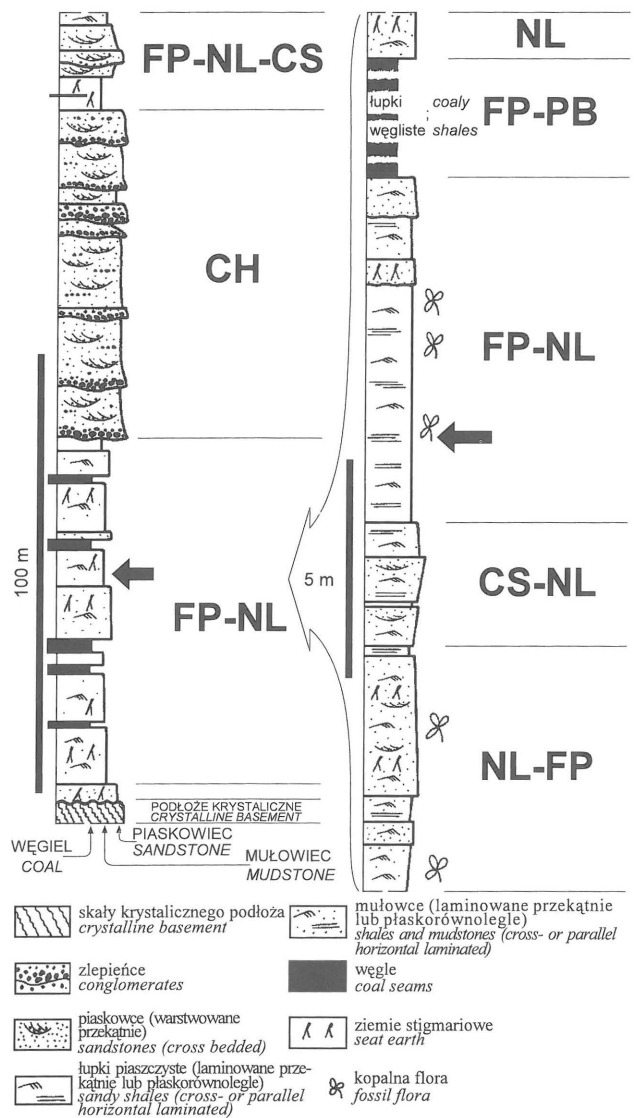 FP-NL-CS
CH
FP-NL
100 m
PODŁOŻE KRYSTALICZNE
CRYSTALLINE BASEMENT
WĘGIEL
COAL
PIASKOWIEC
SANDSTONE
MUŁOWIEC
MUDSTONE
NL
łupki ; coaly
węgliste shales
FP-PB
FP-NL
5 m
CS-NL
NL-FP
skały krystalicznego podłoża
crystalline basement
zlepieńce
conglomerates
piaskowce (warstwowane
przekątnie)
sandstones (cross bedded)
łupki piaszczyste (laminowane prze-
kątnie lub płaskorównolegle)
sandy shales (cross- or parallel
horizontal laminated)
mułowce (laminowane przekątnie
lub płaskorównolegle)
shales and mudstones (cross- or parallel
horizontal laminated)
węgle
coal seams
ziemie stigmariowe
seat earth
kopalna flora
fossil flora